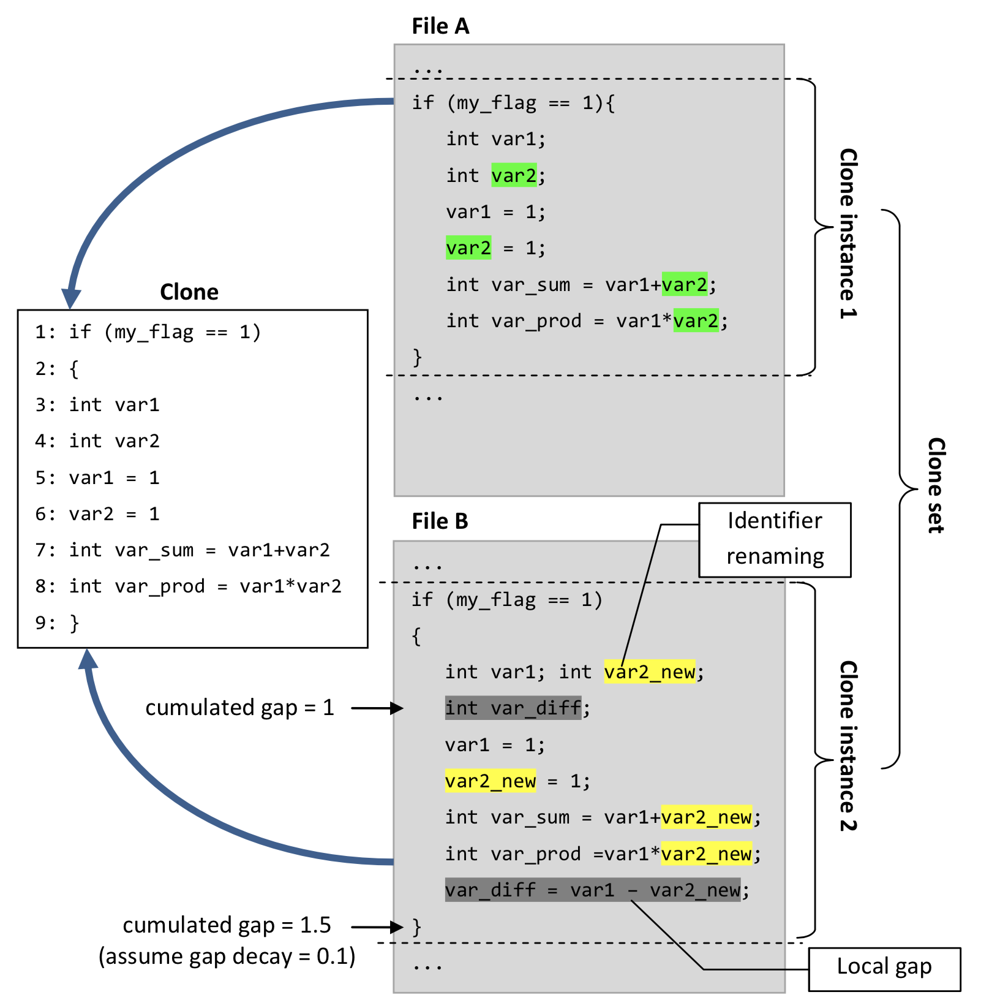 File A
...
if (my_flag == 1){
int var1;
int var2;
var1 = 1;
var2 = 1;
int var_sum = var1+var2;
int var_prod = var1*var2;
}
...
Clone instance 1
Clone
1: if (my_flag == 1)
2: {
3: int var1
4: int var2
5: var1 = 1
6: var2 = 1
7: int var_sum = var1+var2
8: int var_prod = var1*var2
9: }
Clone set
File B
Identifier
renaming
...
if (my_flag == 1)
{
int var1; int var2_new;
cumulated gap = 1
int var_diff;
var1 = 1;
var2_new = 1;
int var_sum = var1+var2_new;
int var_prod =var1*var2_new;
var_diff = var1 – var2_new;
}
...
Clone instance 2
cumulated gap = 1.5
(assume gap decay = 0.1)
Local gap